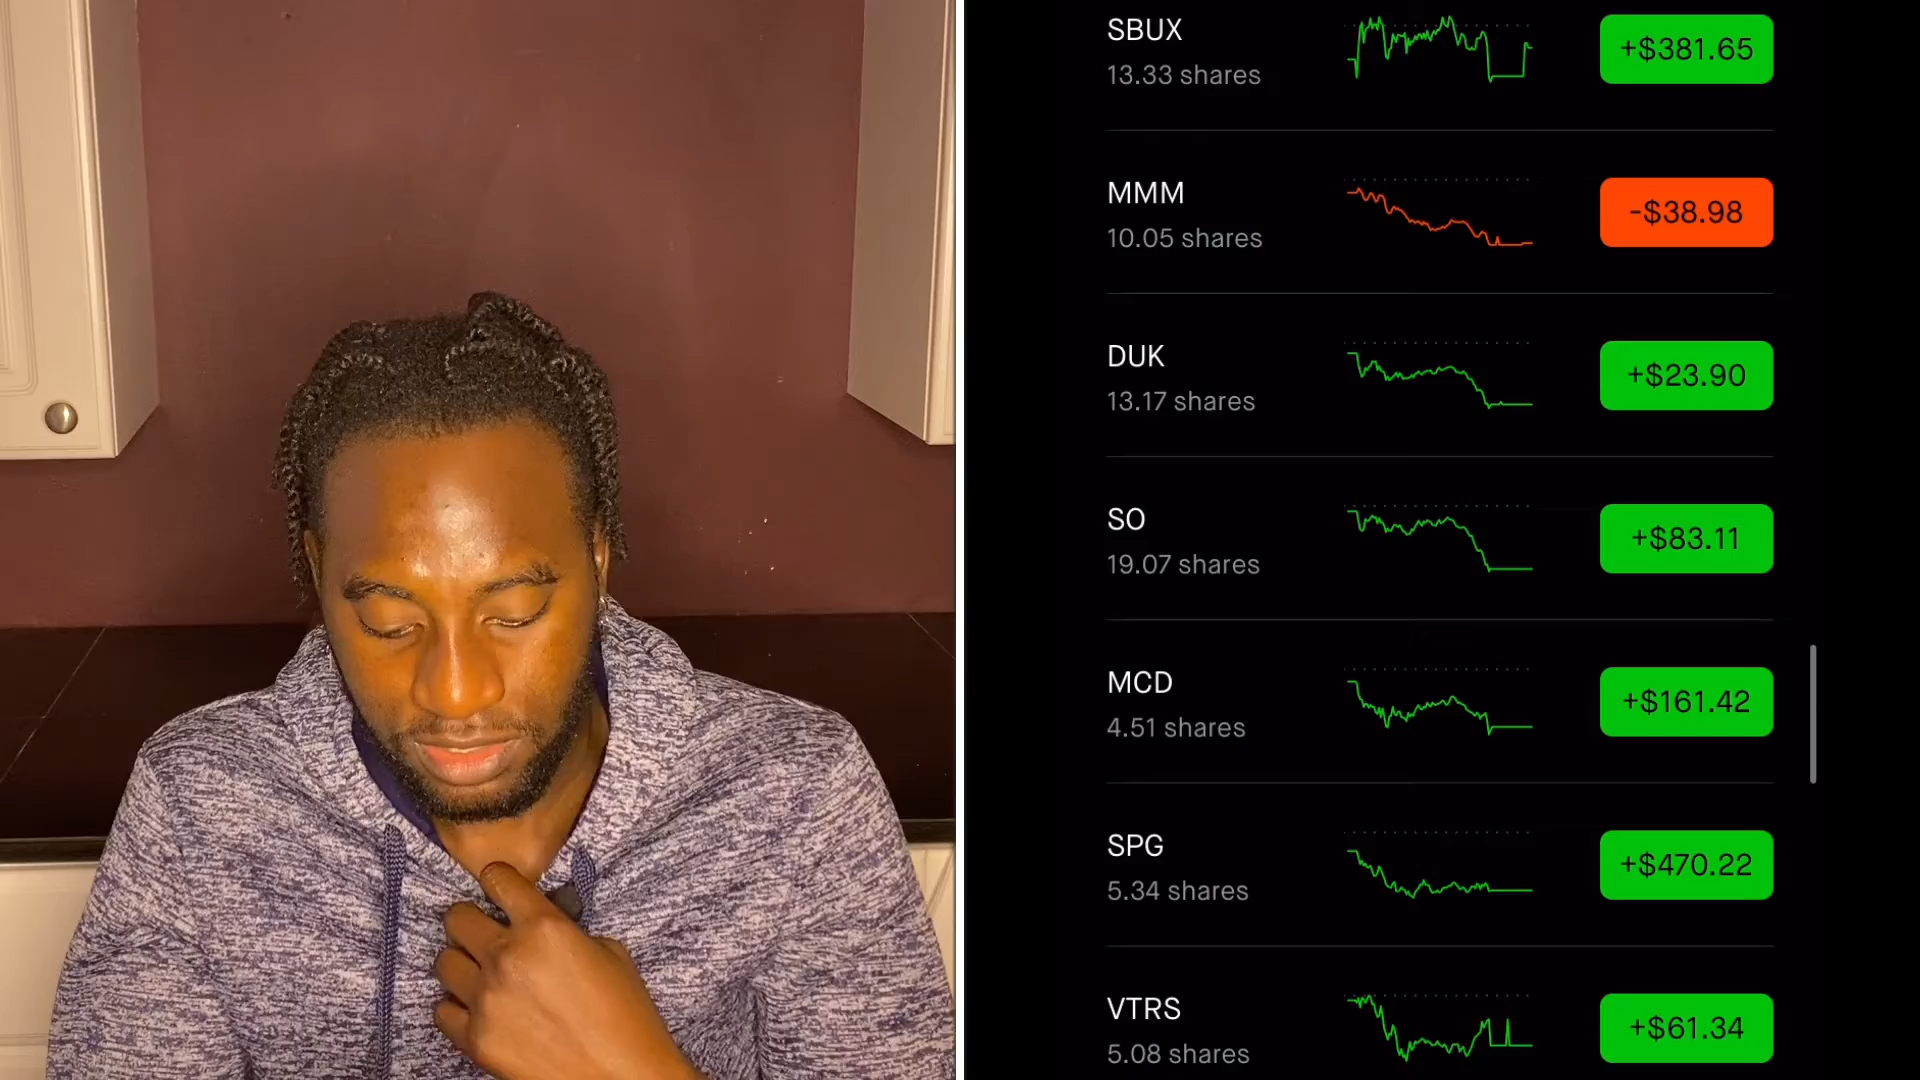 SBUX
13.33 shares
+$381.65
MMM
10.05 shares
-$38.98
DUK
13.17 shares
+$23.90
SO
19.07 shares
+$83.11
MCD
4.51 shares
+$161.42
SPG
5.34 shares
+$470.22
VTRS
5.08 shares
+$61.34